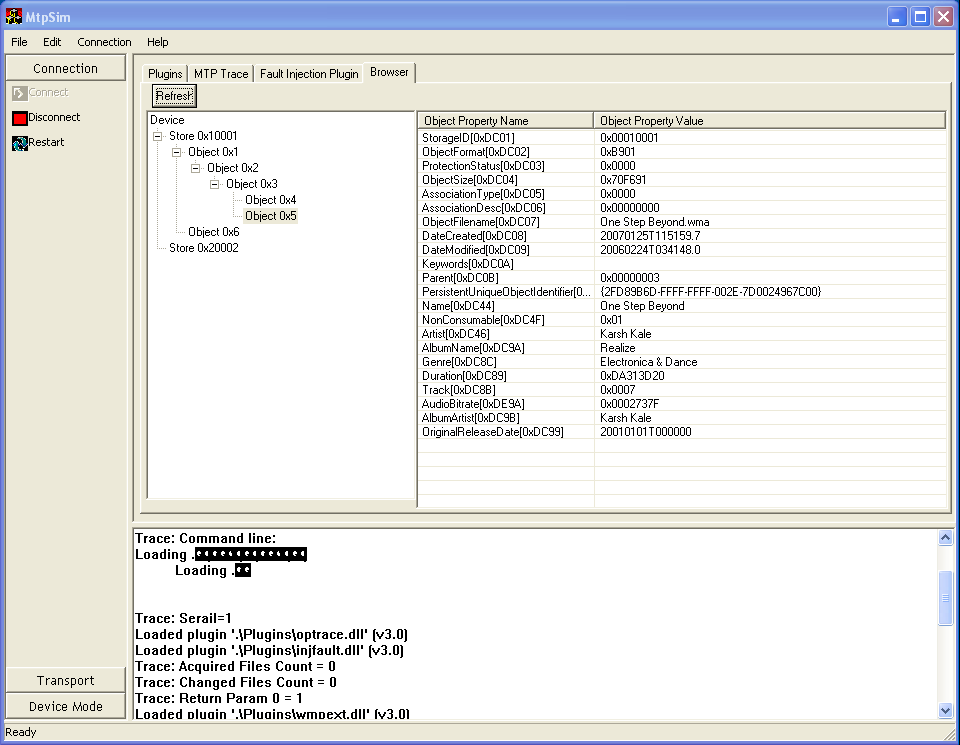 MtpSim
File Edit Connection Help
Connection
Connect
Disconnect
Restart
Plugins MTP Trace Fault Injection Plugin Browser
Refresh
Device
Store 0x10001
Object 0x1
Object 0x2
Object 0x3
Object 0x4
Object 0x5
Object 0x6
Store 0x20002
Object Property Name Object Property Value
StorageID[0xDC01] 0x00010001
ObjectFormat[0xDC02] 0xB901
ProtectionStatus[0xDC03] 0x0000
ObjectSize[0xDC04] 0x70F691
AssociationType[0xDC05] 0x0000
AssociationDesc[0xDC06] 0x00000000
ObjectFilename[0xDC07] One Step Beyond.wma
DateCreated[0xDC08] 20070125T115159.7
DateModified[0xDC09] 20060224T034148.0
Keywords[0xDC0A]
Parent[0xDC0B] 0x00000003
PersistentUniqueObjectIdentifier[0... {2FD89B6D-FFFF-FFFF-002E-7D0024967C00}
Name[0xDC44] One Step Beyond
NonConsumable[0xDC4F] 0x01
Artist[0xDC46] Karsh Kale
AlbumName[0xDC9A] Realize
Genre[0xDC8C] Electronica & Dance
Duration[0xDC89] 0xDA313D20
Track[0xDC8B] 0x0007
AudioBitrate[0xDE9A] 0x0002737F
AlbumArtist[0xDC9B] Karsh Kale
OriginalReleaseDate[0xDC99] 20010101T000000
Trace: Command line:
Loading .
Loading .
Trace: Serail=1
Loaded plugin '.\Plugins\optrace.dll' (v3.0)
Loaded plugin '.\Plugins\injfault.dll' (v3.0)
Trace: Acquired Files Count = 0
Trace: Changed Files Count = 0
Trace: Return Param 0 = 1
Loaded plugin '.\Plugins\wmpext.dll' (v3.0)
Transport
Device Mode
Ready